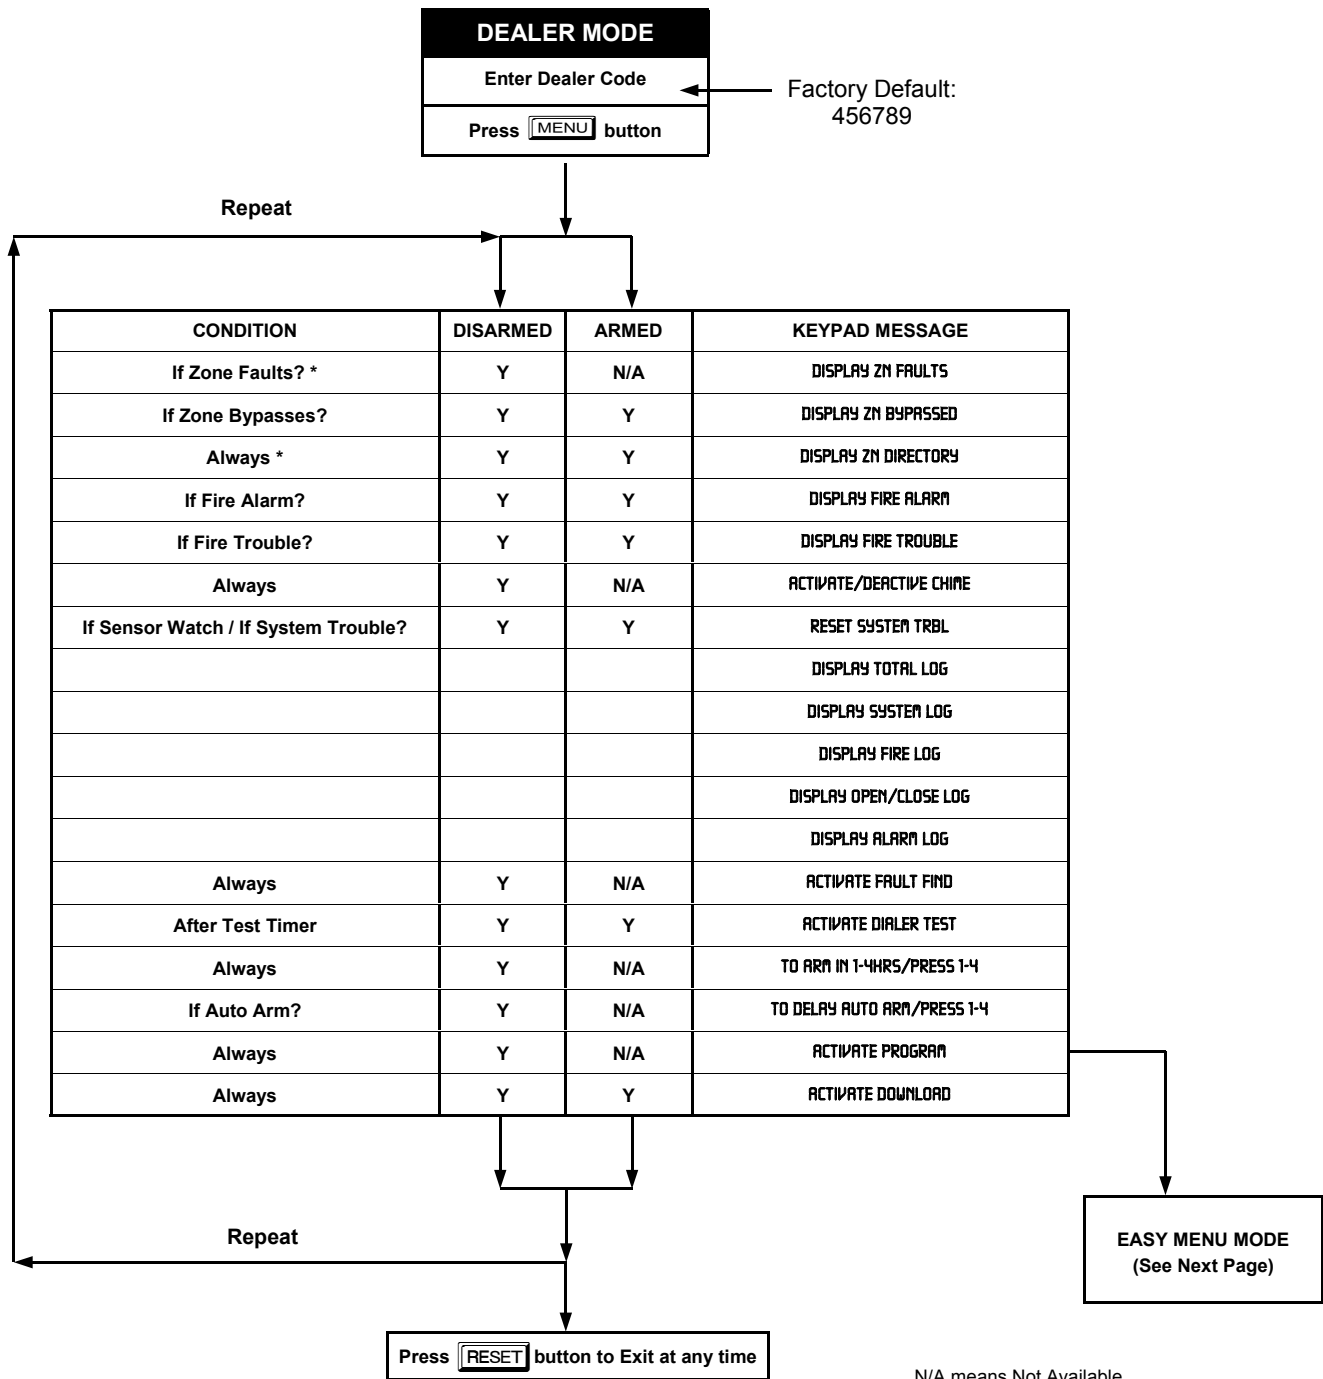 DEALER MODE
Enter Dealer Code
Press MENU button
Factory Default:
456789
Repeat
CONDITION DISARMED ARMED KEYPAD MESSAGE
If Zone Faults? * Y N/A DISPLAY ZN FAULTS
If Zone Bypasses? Y Y DISPLAY ZN BYPASSED
Always * Y Y DISPLAY ZN DIRECTORY
If Fire Alarm? Y Y DISPLAY FIRE ALARM
If Fire Trouble? Y Y DISPLAY FIRE TROUBLE
Always Y N/A ACTIVATE/DEACTIVE CHIME
If Sensor Watch / If System Trouble? Y Y RESET SYSTEM TRBL
DISPLAY TOTAL LOG
DISPLAY SYSTEM LOG
DISPLAY FIRE LOG
DISPLAY OPEN/CLOSE LOG
DISPLAY ALARM LOG
Always Y N/A ACTIVATE FAULT FIND
After Test Timer Y Y ACTIVATE DIALER TEST
Always Y N/A TO ARM IN 1-4HRS/PRESS 1-4
If Auto Arm? Y N/A TO DELAY AUTO ARM/PRESS 1-4
Always Y N/A ACTIVATE PROGRAM
Always Y Y ACTIVATE DOWNLOAD
Repeat
EASY MENU MODE
(See Next Page)
Press RESET button to Exit at any time
N/A means Not Available